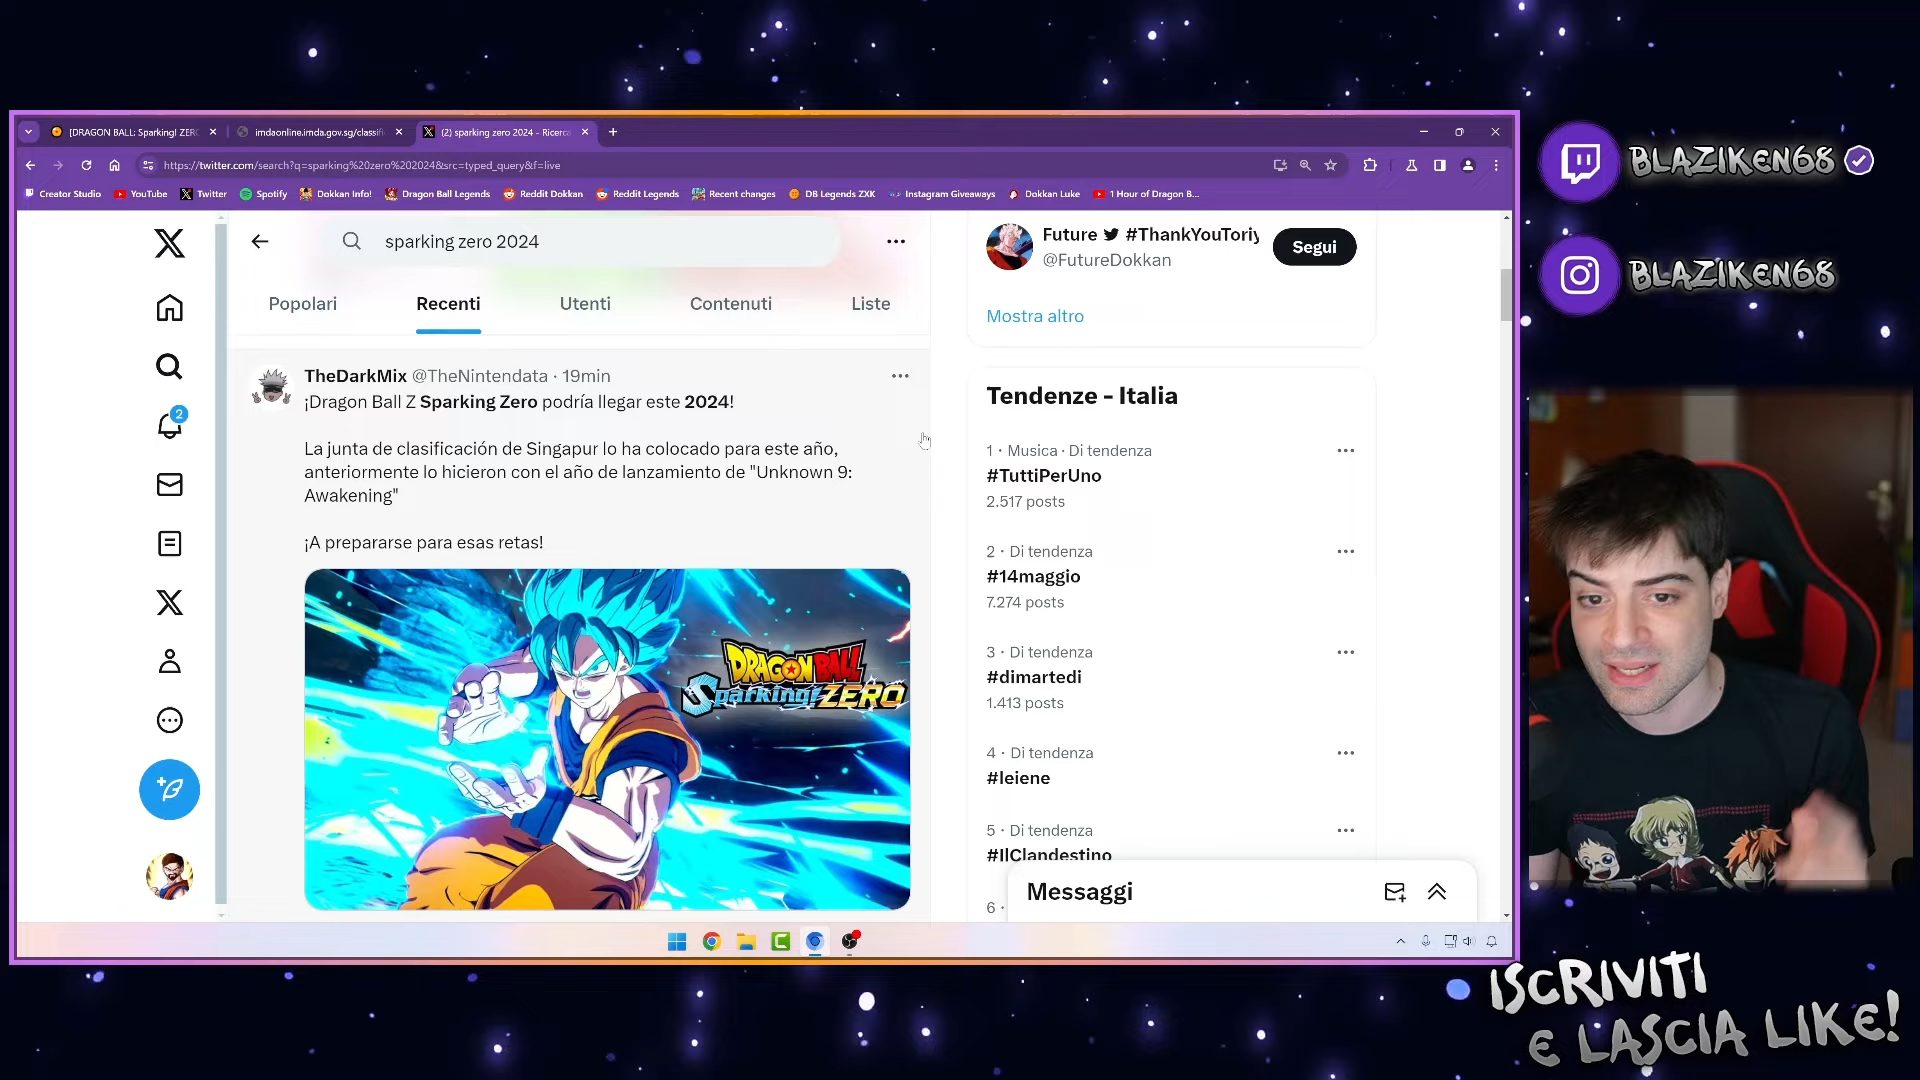 [DRAGON BALL: Sparking! ZERO
imdaonline.imda.gov.sg/classifi
(2) sparking zero 2024 - Ricerca
https://twitter.com/search?q=sparking%20zero%202024&src=typed_query&f=live
Creator Studio
YouTube
Twitter
Spotify
Dokkan Info!
Dragon Ball Legends
Reddit Dokkan
Reddit Legends
Recent changes
DB Legends ZXK
Instagram Giveaways
Dokkan Luke
1 Hour of Dragon B...
sparking zero 2024
Popolari
Recenti
Utenti
Contenuti
Liste
2
TheDarkMix @TheNintendata · 19min
¡Dragon Ball Z Sparking Zero podría llegar este 2024!
La junta de clasificación de Singapur lo ha colocado para este año,
anteriormente lo hicieron con el año de lanzamiento de "Unknown 9:
Awakening"
¡A prepararse para esas retas!
DRAGON BALL
Sparking! ZERO
Future #ThankYouToriy
@FutureDokkan
Segui
Mostra altro
Tendenze - Italia
1 · Musica · Di tendenza
#TuttiPerUno
2.517 posts
2 · Di tendenza
#14maggio
7.274 posts
3 · Di tendenza
#dimartedi
1.413 posts
4 · Di tendenza
#leiene
5 · Di tendenza
#IlClandestino
6 ·
Messaggi
BLAZIKEN68
BLAZIKEN68
ISCRIVITI
E LASCIA LIKE!